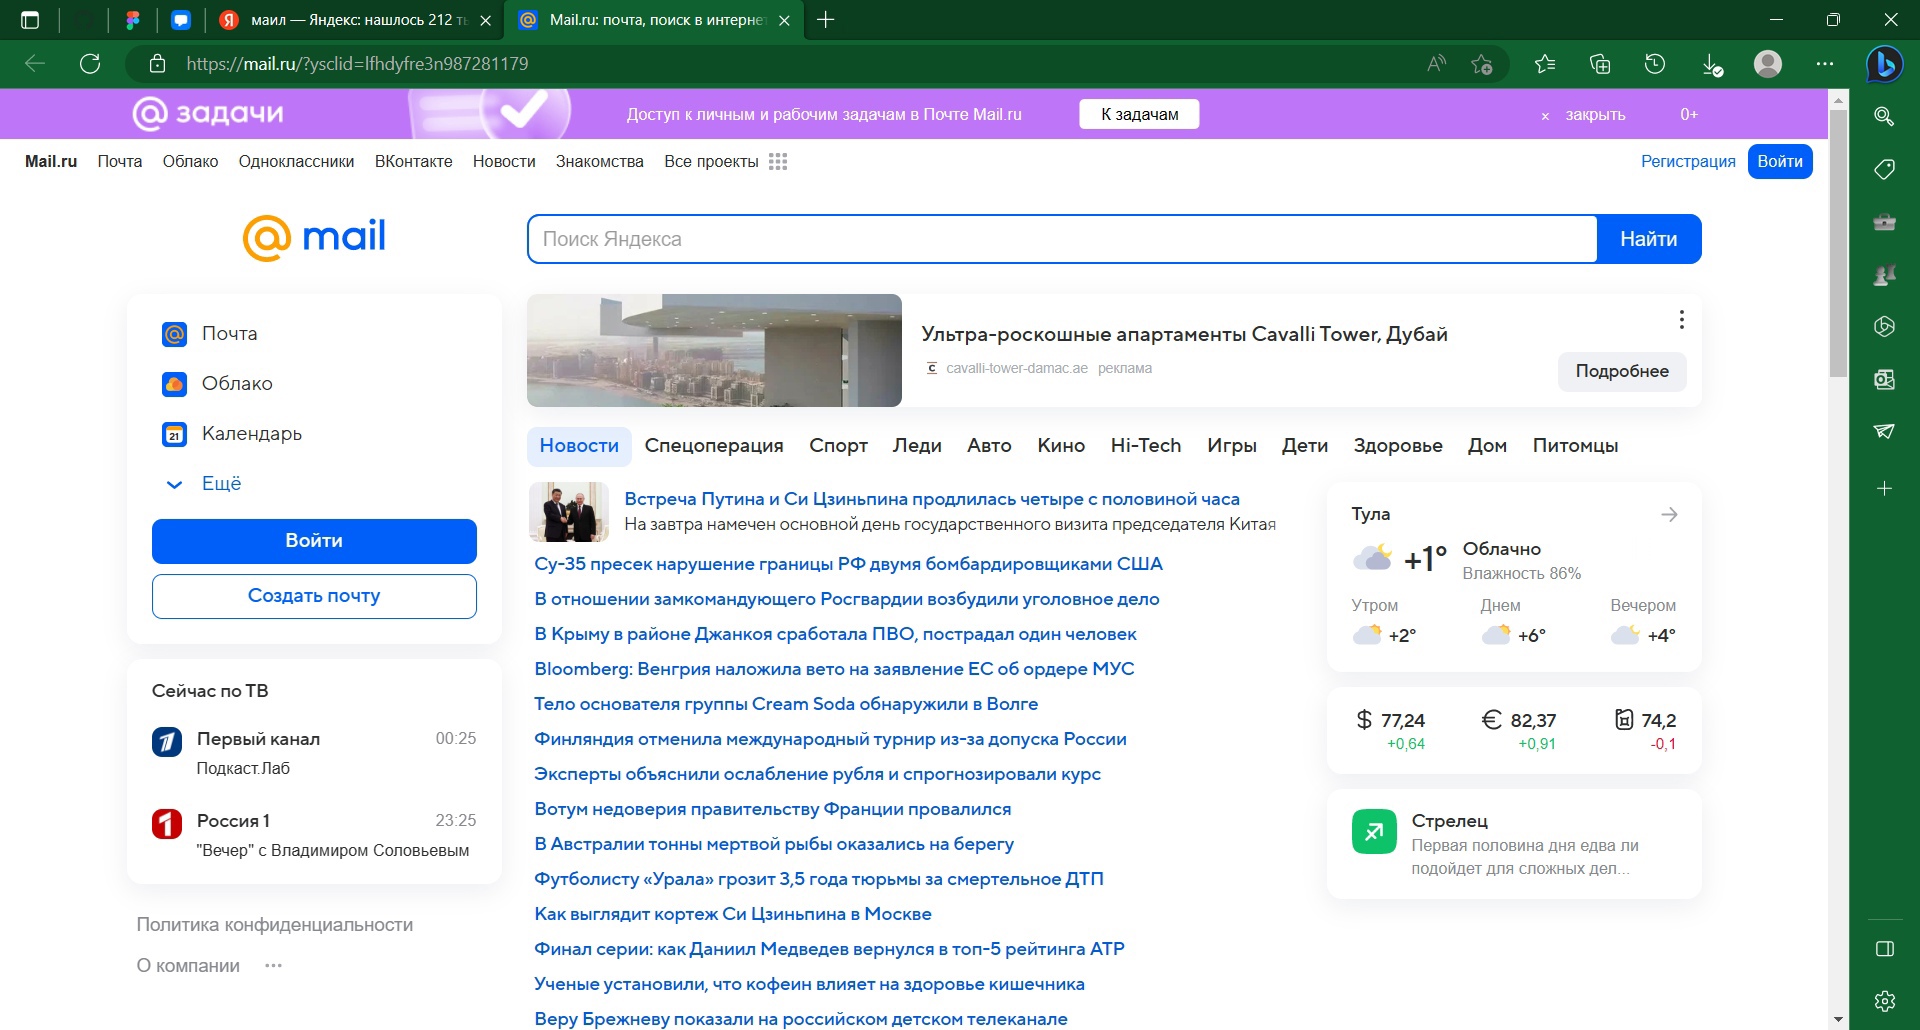 маил — Яндекс: нашлось 212 ть
Mail.ru: почта, поиск в интернет
https://mail.ru/?ysclid=lfhdyfre3n987281179
задачи
Доступ к личным и рабочим задачам в Почте Mail.ru
К задачам
× закрыть
0+
Mail.ru Почта Облако Одноклассники ВКонтакте Новости Знакомства Все проекты
Регистрация
Войти
@mail
Поиск Яндекса
Найти
Почта
Облако
21 Календарь
Ещё
Войти
Создать почту
Сейчас по ТВ
Первый канал 00:25
Подкаст.Лаб
Россия 1 23:25
"Вечер" с Владимиром Соловьевым
Политика конфиденциальности
О компании ···
Ультра-роскошные апартаменты Cavalli Tower, Дубай
cavalli-tower-damac.ae реклама
Подробнее
Новости Спецоперация Спорт Леди Авто Кино Hi-Tech Игры Дети Здоровье Дом Питомцы
Встреча Путина и Си Цзиньпина продлилась четыре с половиной часа
На завтра намечен основной день государственного визита председателя Китая
Су-35 пресек нарушение границы РФ двумя бомбардировщиками США
В отношении замкомандующего Росгвардии возбудили уголовное дело
В Крыму в районе Джанкоя сработала ПВО, пострадал один человек
Bloomberg: Венгрия наложила вето на заявление ЕС об ордере МУС
Тело основателя группы Cream Soda обнаружили в Волге
Финляндия отменила международный турнир из-за допуска России
Эксперты объяснили ослабление рубля и спрогнозировали курс
Вотум недоверия правительству Франции провалился
В Австралии тонны мертвой рыбы оказались на берегу
Футболисту «Урала» грозит 3,5 года тюрьмы за смертельное ДТП
Как выглядит кортеж Си Цзиньпина в Москве
Финал серии: как Даниил Медведев вернулся в топ-5 рейтинга ATP
Ученые установили, что кофеин влияет на здоровье кишечника
Веру Брежневу показали на российском детском телеканале
Тула
+1° Облачно
Влажность 86%
Утром Днем Вечером
+2° +6° +4°
$ 77,24 € 82,37 74,2
+0,64 +0,91 -0,1
Стрелец
Первая половина дня едва ли
подойдет для сложных дел...